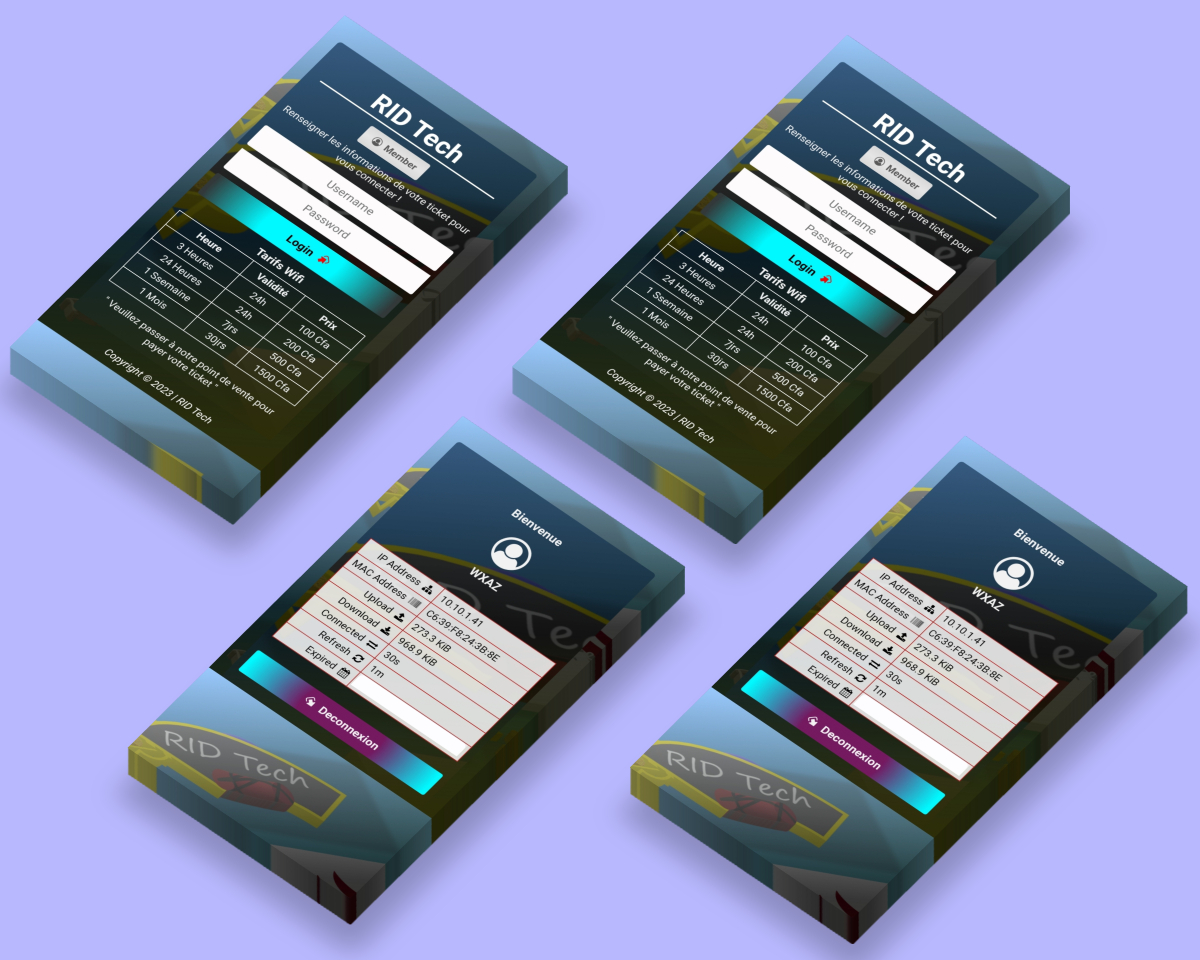 RID Tech
Member
Renseigner les informations de votre ticket pour
vous connecter !
Username
Password
Login
Tarifs Wifi
Heure Validité Prix
3 Heures 24h 100 Cfa
24 Heures 24h 200 Cfa
1 Ssemaine 7jrs 500 Cfa
1 Mois 30jrs 1500 Cfa
" Veuillez passer à notre point de vente pour
payer votre ticket "
Copyright © 2023 | RID Tech
RID Tech
Member
Renseigner les informations de votre ticket pour
vous connecter !
Username
Password
Login
Tarifs Wifi
Heure Validité Prix
3 Heures 24h 100 Cfa
24 Heures 24h 200 Cfa
1 Ssemaine 7jrs 500 Cfa
1 Mois 30jrs 1500 Cfa
" Veuillez passer à notre point de vente pour
payer votre ticket "
Copyright © 2023 | RID Tech
Bienvenue
WXAZ
IP Address 10.10.1.41
MAC Address C6:39:F8:24:3B:8E
Upload 273.3 KiB
Download 968.9 KiB
Connected 30s
Refresh 1m
Expired
Deconnexion
RID Tech
Bienvenue
WXAZ
IP Address 10.10.1.41
MAC Address C6:39:F8:24:3B:8E
Upload 273.3 KiB
Download 968.9 KiB
Connected 30s
Refresh 1m
Expired
Deconnexion
RID Tech